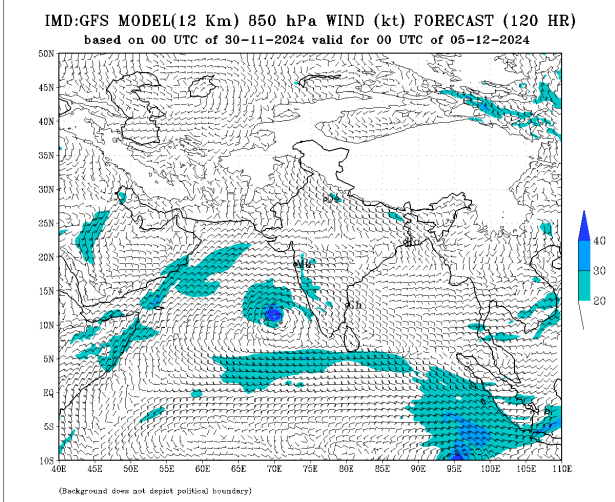 IMD:GFS MODEL(12 Km) 850 hPa WIND (kt) FORECAST (120 HR)
based on 00 UTC of 30-11-2024 valid for 00 UTC of 05-12-2024
50N
45N
40N
35N
30N
25N
20N
15N
10N
5N
EQ
5S
10S
40E 45E 50E 55E 60E 65E 70E 75E 80E 85E 90E 95E 100E 105E 110E
40
30
20
(Background does not depict political boundary)